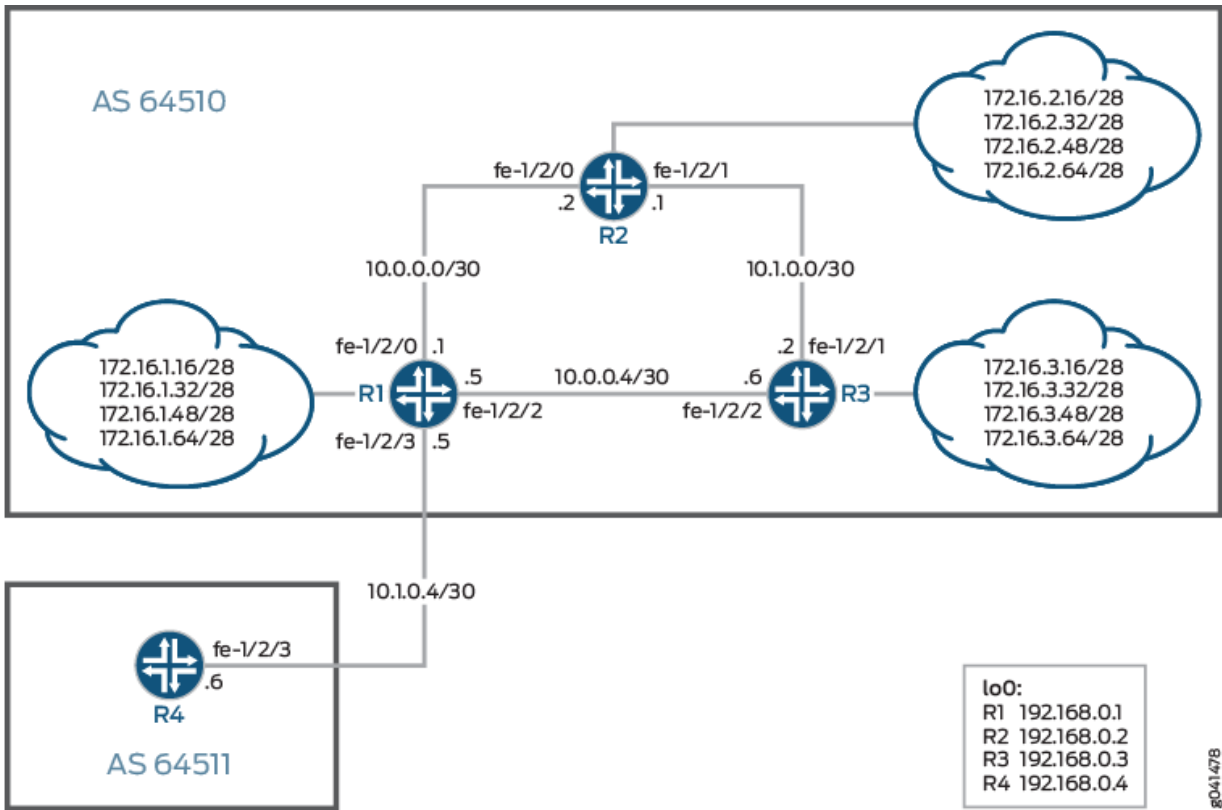 AS 64510
172.16.2.16/28
172.16.2.32/28
172.16.2.48/28
172.16.2.64/28
fe-1/2/0
fe-1/2/1
.2
.1
R2
10.0.0.0/30
10.1.0.0/30
172.16.1.16/28
172.16.1.32/28
172.16.1.48/28
172.16.1.64/28
fe-1/2/0
.1
R1
.5
fe-1/2/2
fe-1/2/3
.5
10.0.0.4/30
.2
fe-1/2/1
.6
fe-1/2/2
R3
172.16.3.16/28
172.16.3.32/28
172.16.3.48/28
172.16.3.64/28
10.1.0.4/30
fe-1/2/3
.6
R4
AS 64511
lo0:
R1 192.168.0.1
R2 192.168.0.2
R3 192.168.0.3
R4 192.168.0.4
g041478